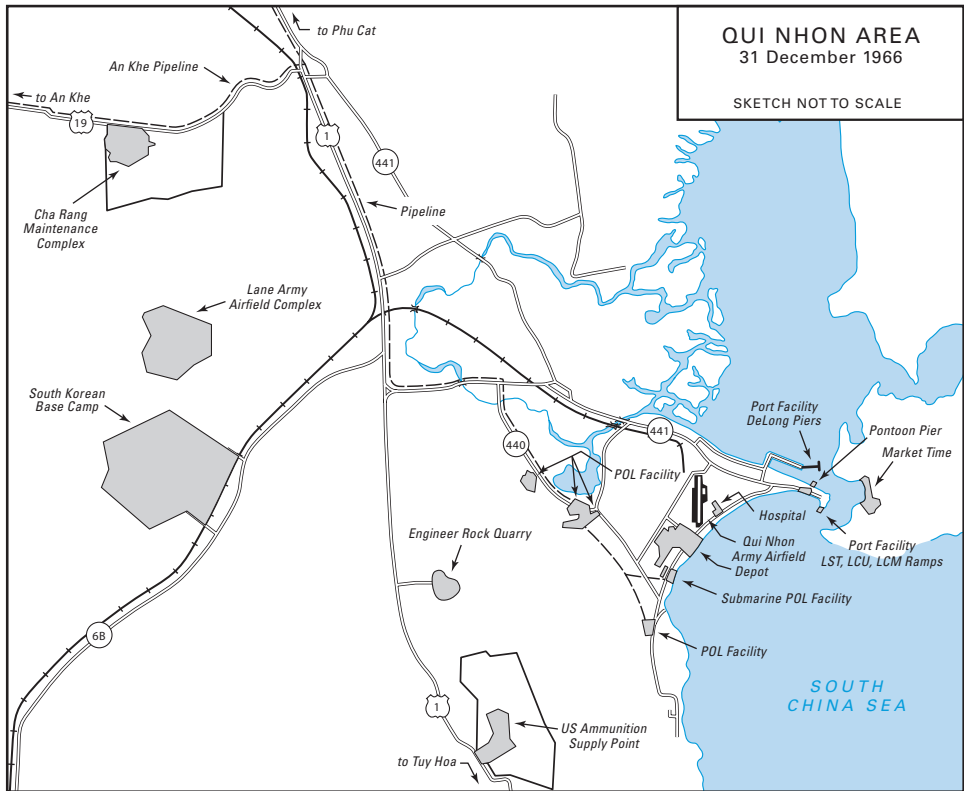 QUI NHON AREA
31 December 1966
SKETCH NOT TO SCALE
to Phu Cat
An Khe Pipeline
to An Khe
19
1
441
Cha Rang
Maintenance
Complex
Pipeline
Lane Army
Airfield Complex
South Korean
Base Camp
Port Facility
DeLong Piers
Pontoon Pier
Market Time
441
440
POL Facility
Hospital
Engineer Rock Quarry
Qui Nhon
Army Airfield
Depot
Port Facility
LST, LCU, LCM Ramps
Submarine POL Facility
6B
POL Facility
SOUTH
CHINA SEA
1
US Ammunition
Supply Point
to Tuy Hoa